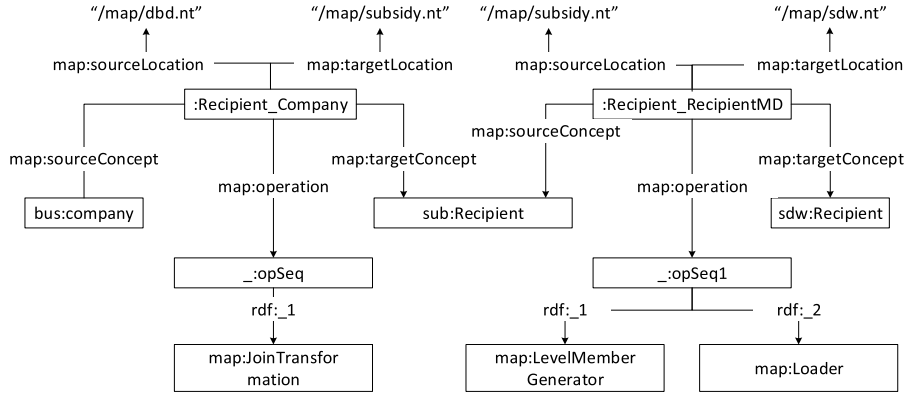 “/map/dbd.nt”
“/map/subsidy.nt”
“/map/subsidy.nt”
“/map/sdw.nt”
map:sourceLocation
map:targetLocation
map:sourceLocation
map:targetLocation
:Recipient_Company
:Recipient_RecipientMD
map:sourceConcept
map:sourceConcept
map:targetConcept
map:targetConcept
map:operation
map:operation
bus:company
sub:Recipient
sdw:Recipient
_:opSeq
_:opSeq1
rdf:_1
rdf:_1
rdf:_2
map:JoinTransfor
mation
map:LevelMember
Generator
map:Loader